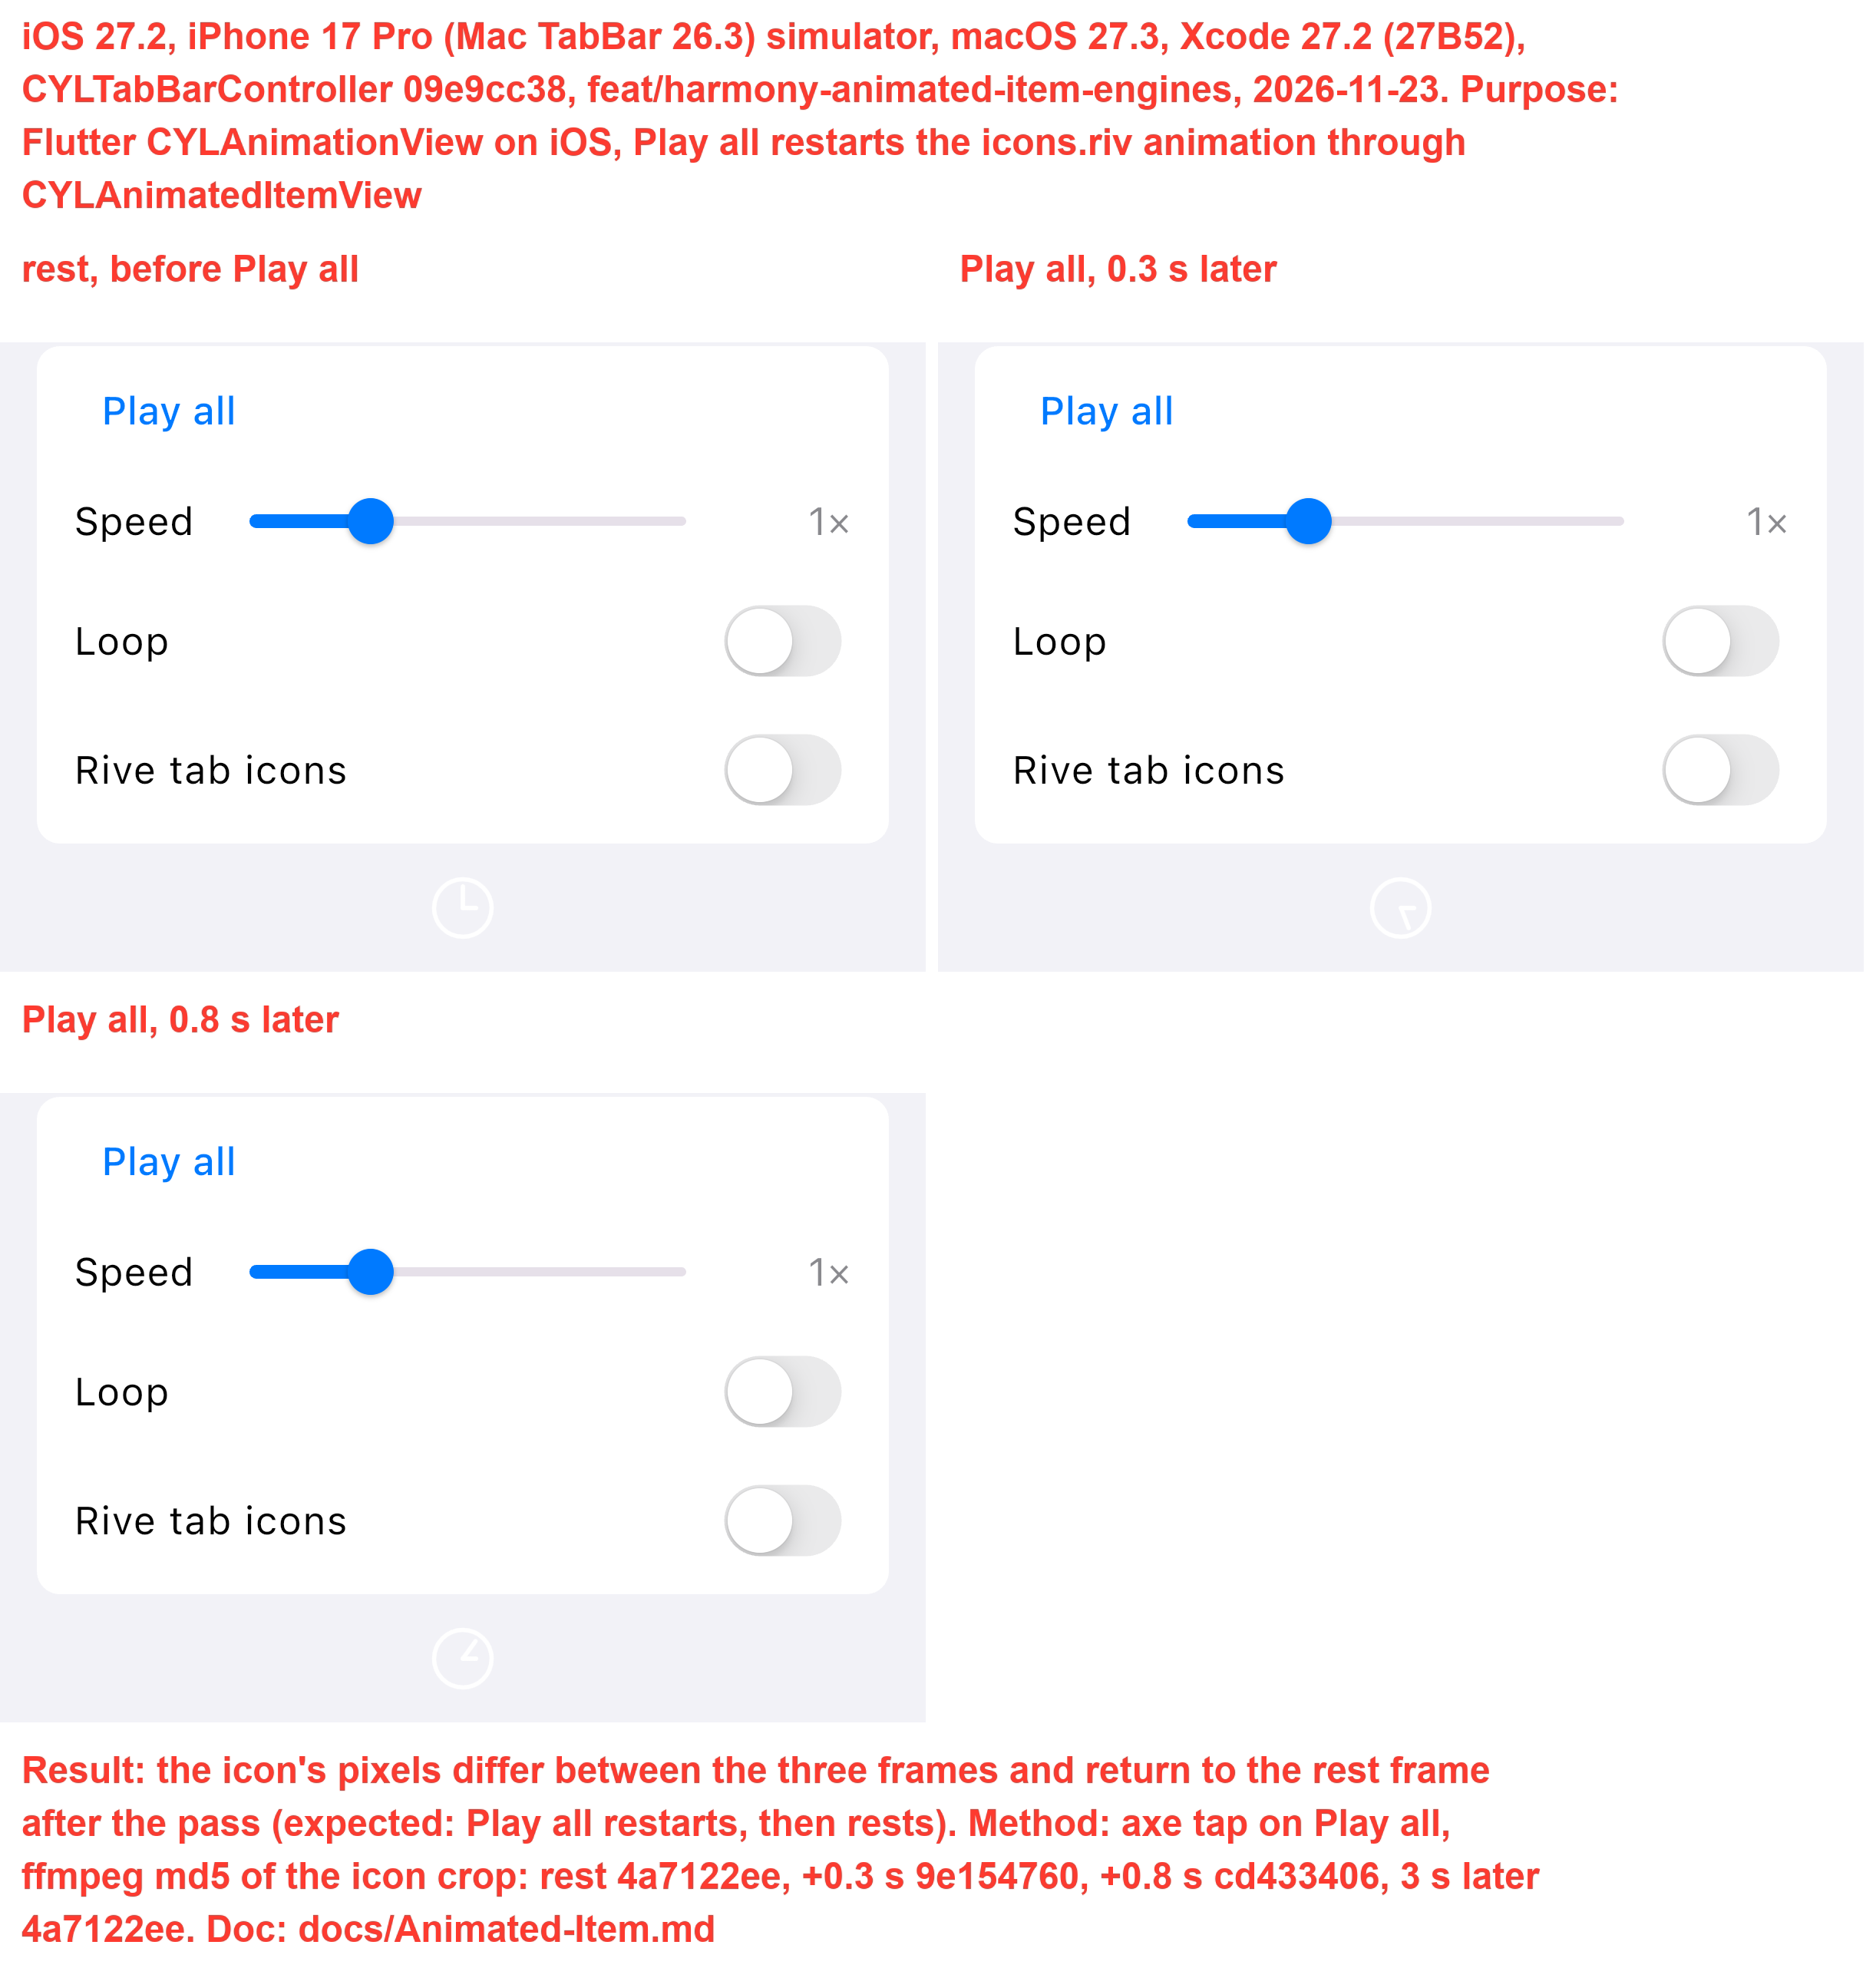 iOS 27.2, iPhone 17 Pro (Mac TabBar 26.3) simulator, macOS 27.3, Xcode 27.2 (27B52),
CYLTabBarController 09e9cc38, feat/harmony-animated-item-engines, 2026-11-23. Purpose:
Flutter CYLAnimationView on iOS, Play all restarts the icons.riv animation through
CYLAnimatedItemView
rest, before Play all
Play all
Speed 1×
Loop
Rive tab icons
Play all, 0.3 s later
Play all
Speed 1×
Loop
Rive tab icons
Play all, 0.8 s later
Play all
Speed 1×
Loop
Rive tab icons
Result: the icon's pixels differ between the three frames and return to the rest frame
after the pass (expected: Play all restarts, then rests). Method: axe tap on Play all,
ffmpeg md5 of the icon crop: rest 4a7122ee, +0.3 s 9e154760, +0.8 s cd433406, 3 s later
4a7122ee. Doc: docs/Animated-Item.md